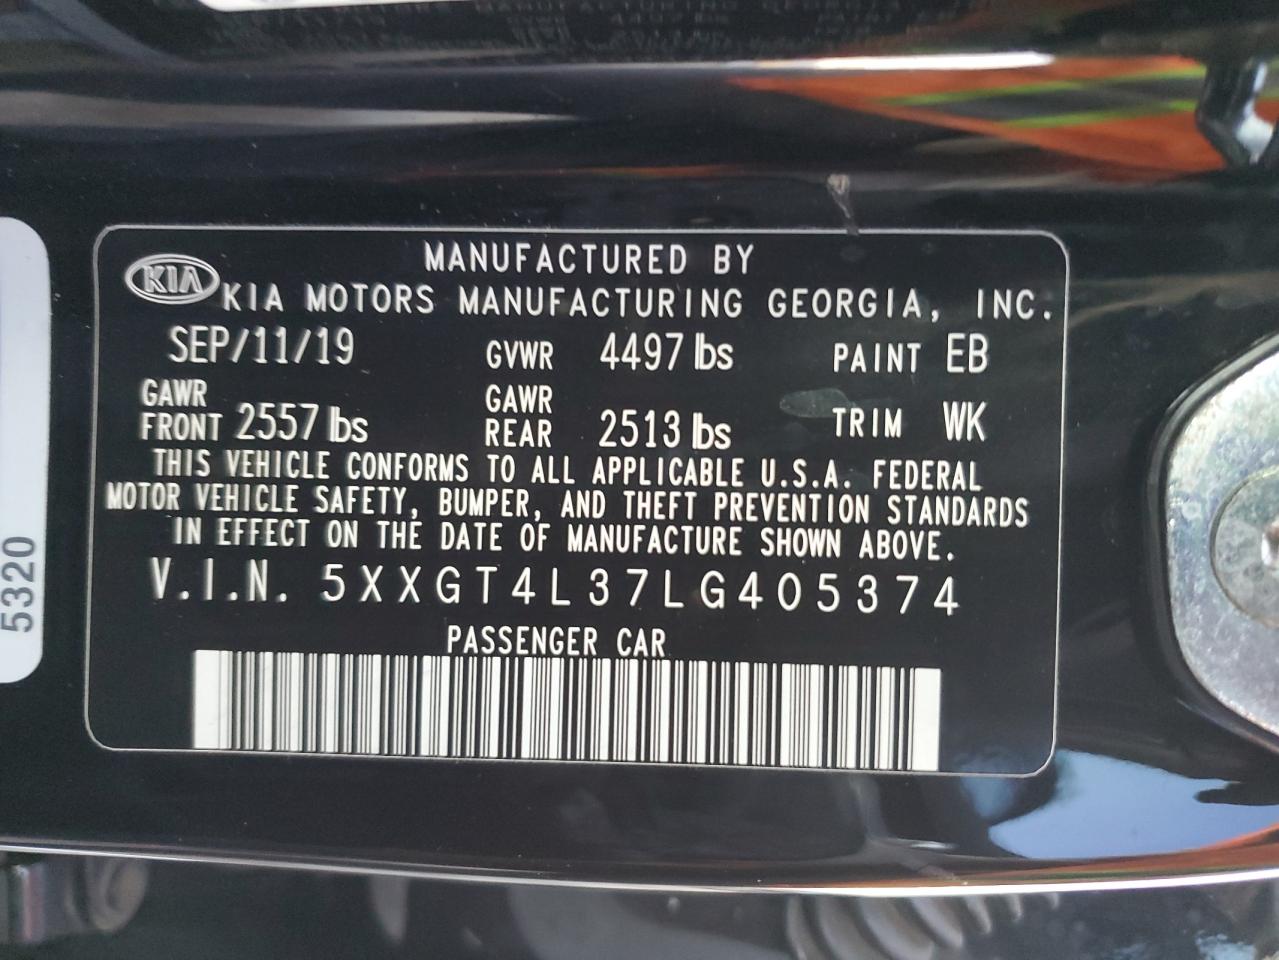 MANUFACTURED BY
KIA KIA MOTORS MANUFACTURING GEORGIA, INC.
SEP/11/19 GVWR 4497 lbs PAINT EB
GAWR FRONT 2557 lbs GAWR REAR 2513 lbs TRIM WK
THIS VEHICLE CONFORMS TO ALL APPLICABLE U.S.A. FEDERAL
MOTOR VEHICLE SAFETY, BUMPER, AND THEFT PREVENTION STANDARDS
IN EFFECT ON THE DATE OF MANUFACTURE SHOWN ABOVE.
V.I.N. 5XXGT4L37LG405374
PASSENGER CAR
5320